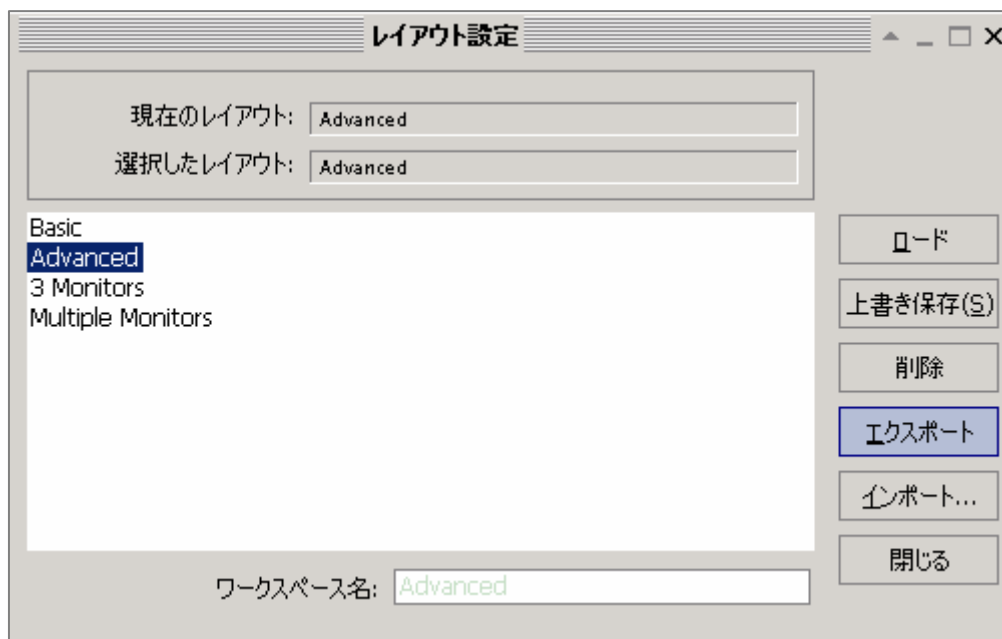 レイアウト設定
現在のレイアウト: Advanced
選択したレイアウト: Advanced
Basic
Advanced
3 Monitors
Multiple Monitors
ロード
上書き保存(S)
削除
エクスポート
インポート...
閉じる
ワークスペース名: Advanced